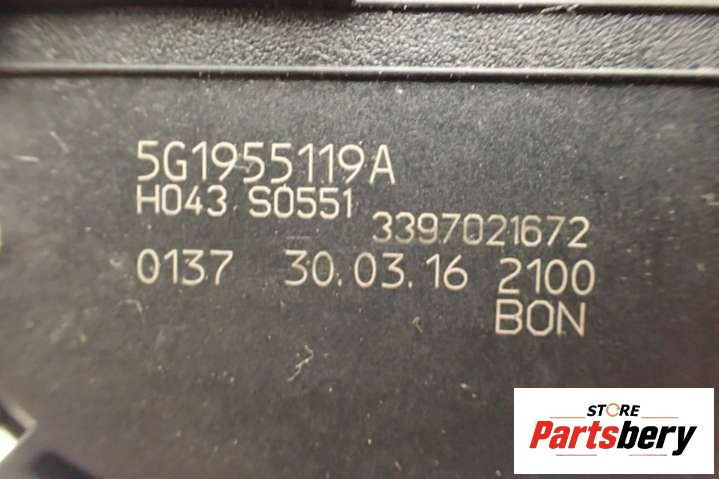 5G1955119A
H043 S0551
3397021672
0137 30.03.16 2100
BON
STORE
Partsbery